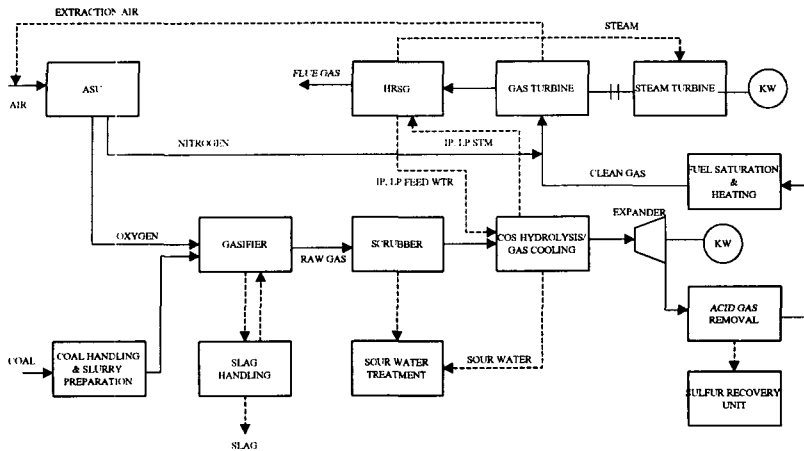 EXTRACTION AIR
STEAM
AIR
ASU
FLUE GAS
HRSG
GAS TURBINE
STEAM TURBINE
KW
NITROGEN
IP, LP STM
CLEAN GAS
FUEL SATURATION
&
HEATING
IP, LP FEED WTR
OXYGEN
GASIFIER
RAW GAS
SCRUBBER
COS HYDROLYSIS/
GAS COOLING
EXPANDER
KW
ACID GAS
REMOVAL
COAL
COAL HANDLING
& SLURRY
PREPARATION
SLAG
HANDLING
SOUR WATER
TREATMENT
SOUR WATER
SULFUR RECOVERY
UNIT
SLAG